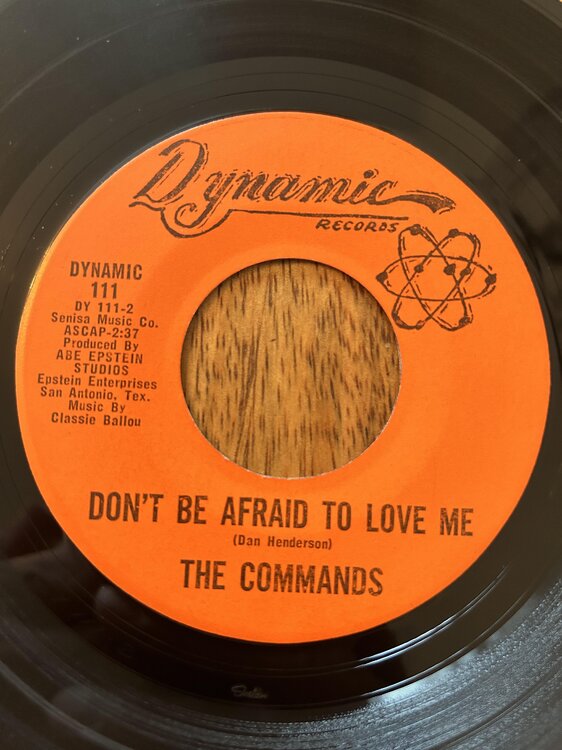 Dynamic
RECORDS
DYNAMIC
111
DY 111-2
Senisa Music Co.
ASCAP-2:37
Produced By
ABE EPSTEIN
STUDIOS
Epstein Enterprises
San Antonio, Tex.
Music By
Classie Ballou
DON'T BE AFRAID TO LOVE ME
(Dan Henderson)
THE COMMANDS